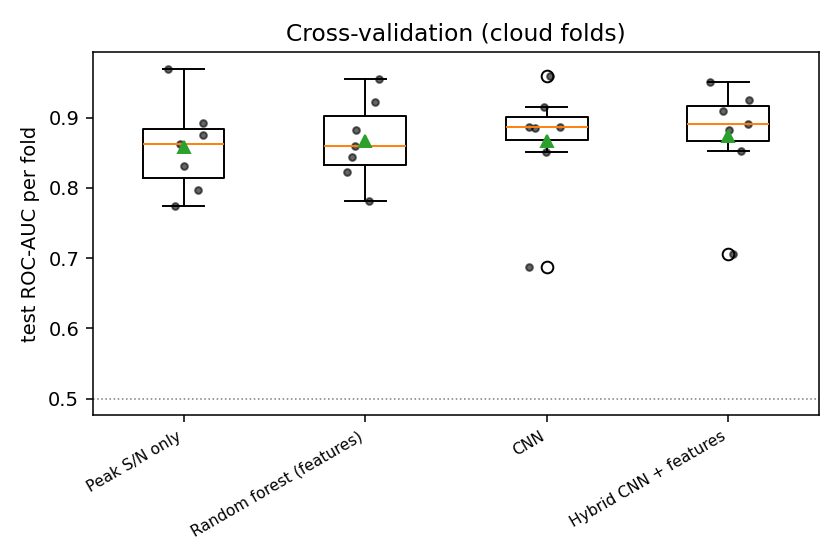 Cross-validation (cloud folds)
test ROC-AUC per fold
0.9
0.8
0.7
0.6
0.5
Peak S/N only
Random forest (features)
CNN
Hybrid CNN + features